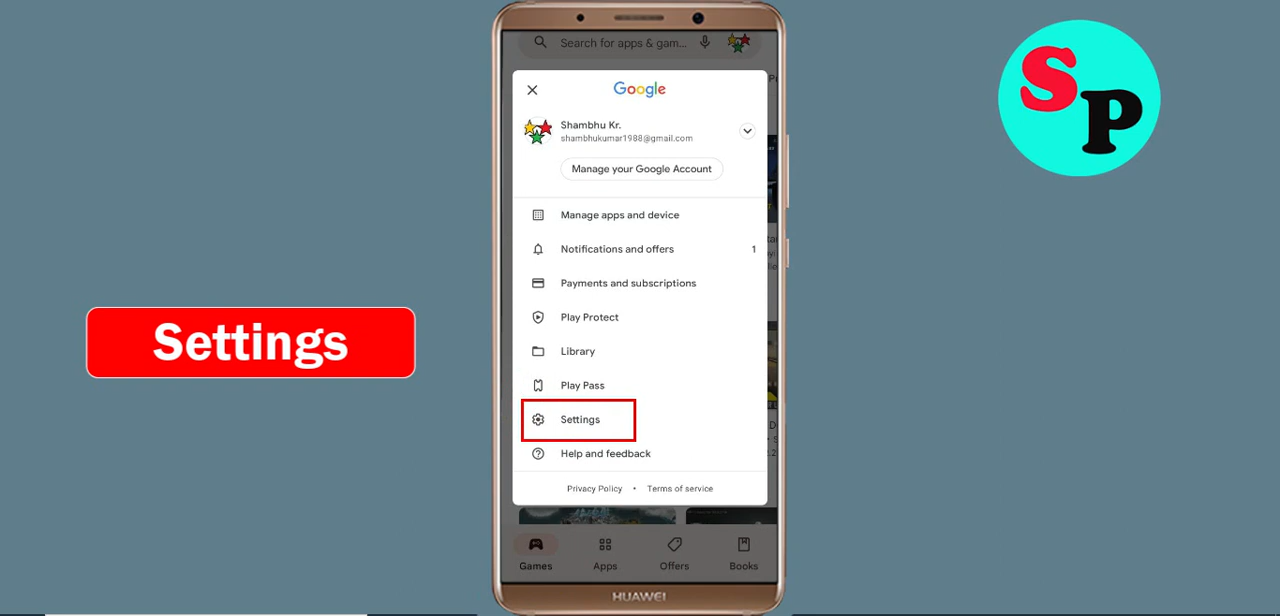 Search for apps & gam...
Google
Shambhu Kr.
shambhukumar1988@gmail.com
Manage your Google Account
Manage apps and device
Notifications and offers 1
Payments and subscriptions
Play Protect
Library
Play Pass
Settings
Help and feedback
Privacy Policy • Terms of service
Games Apps Offers Books
HUAWEI
Settings
SP